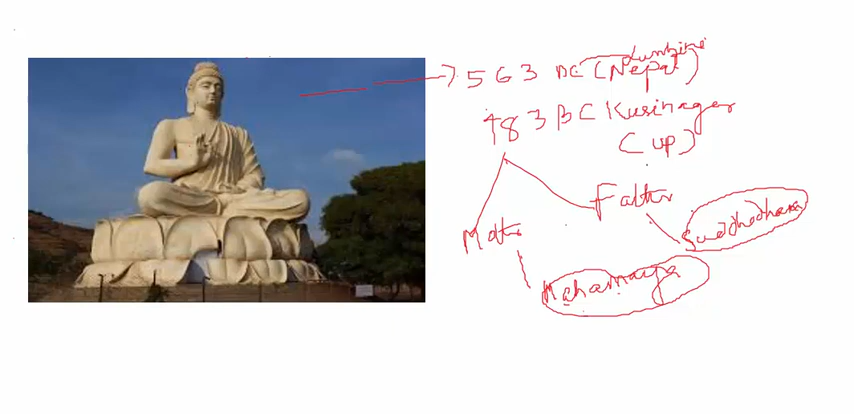 Lumbini
563 BC (Nepal)
483 BC Kusinagar
(UP)
Father
Suddhodhana
Mother
Mahamaya